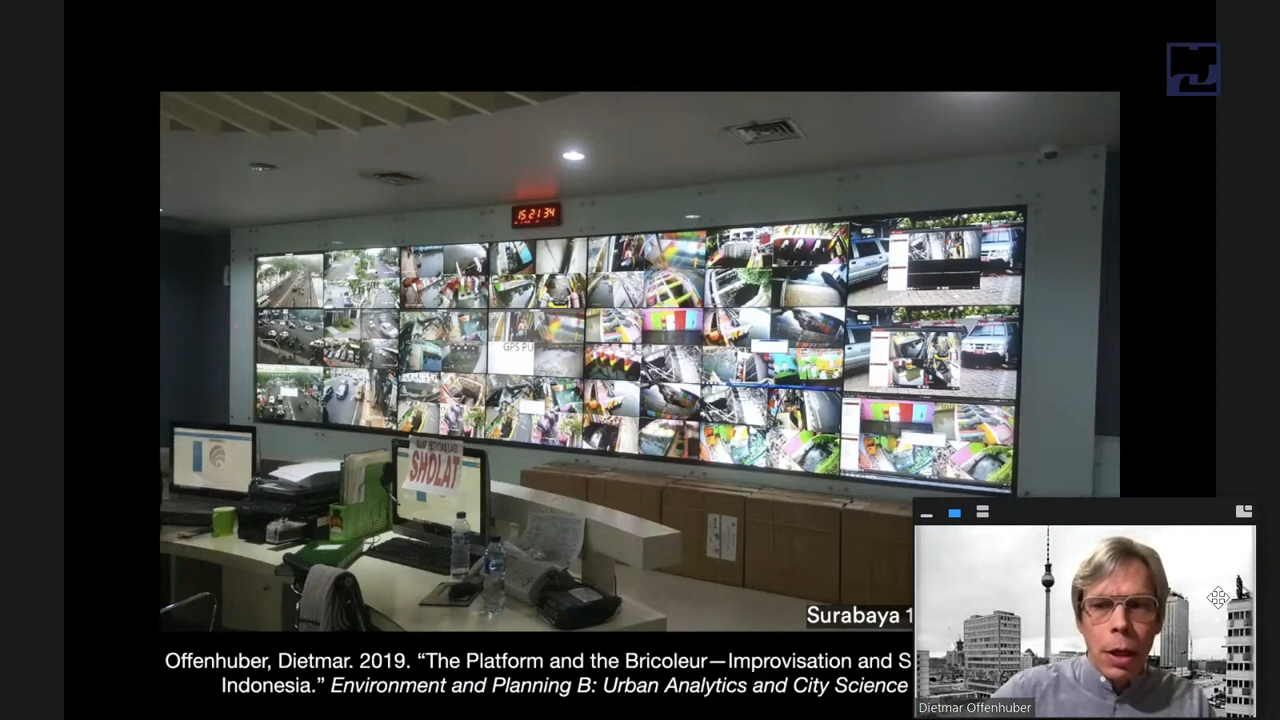 15:21:34
GPS PU
SHOLAT
Surabaya 1
Offenhuber, Dietmar. 2019. “The Platform and the Bricoleur—Improvisation and S
Indonesia.” Environment and Planning B: Urban Analytics and City Science
Dietmar Offenhuber